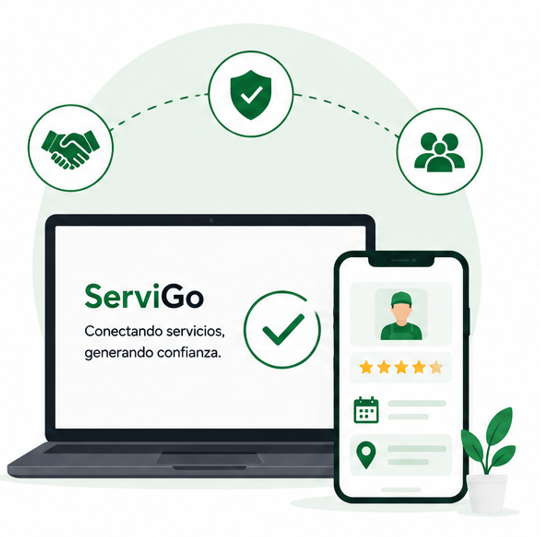 ServiGo
Conectando servicios,
generando confianza.